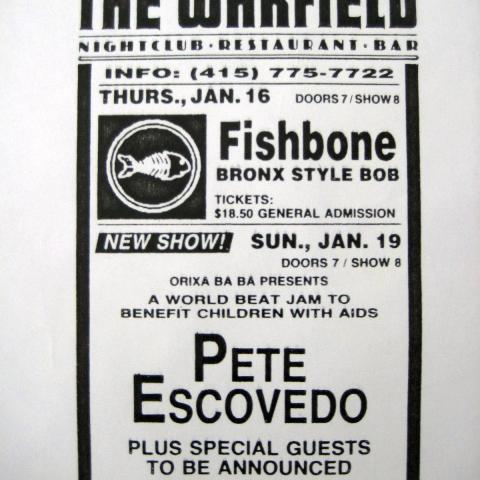 THE WARFIELD
NIGHTCLUB · RESTAURANT · BAR
INFO: (415) 775-7722
THURS., JAN. 16 DOORS 7 / SHOW 8
Fishbone
BRONX STYLE BOB
TICKETS:
$18.50 GENERAL ADMISSION
NEW SHOW! SUN., JAN. 19
DOORS 7 / SHOW 8
ORIXA BA BA PRESENTS
A WORLD BEAT JAM TO
BENEFIT CHILDREN WITH AIDS
PETE
ESCOVEDO
PLUS SPECIAL GUESTS
TO BE ANNOUNCED